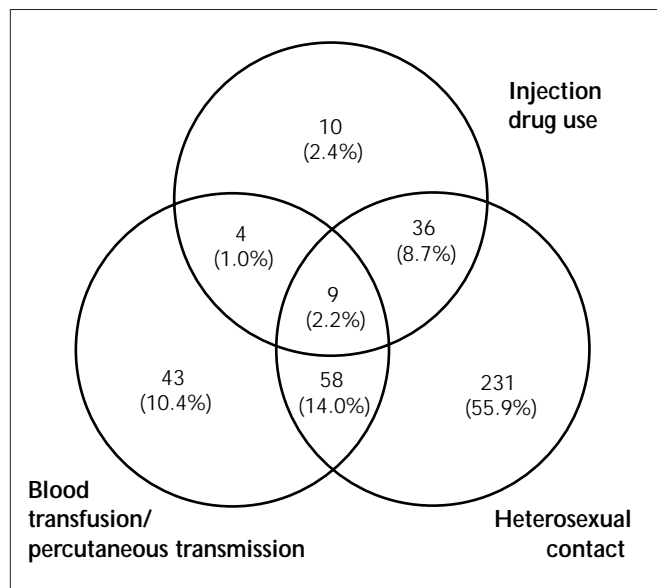 Injection
drug use
10
(2.4%)
4
(1.0%)
36
(8.7%)
9
(2.2%)
43
(10.4%)
58
(14.0%)
231
(55.9%)
Blood
transfusion/
percutaneous transmission
Heterosexual
contact